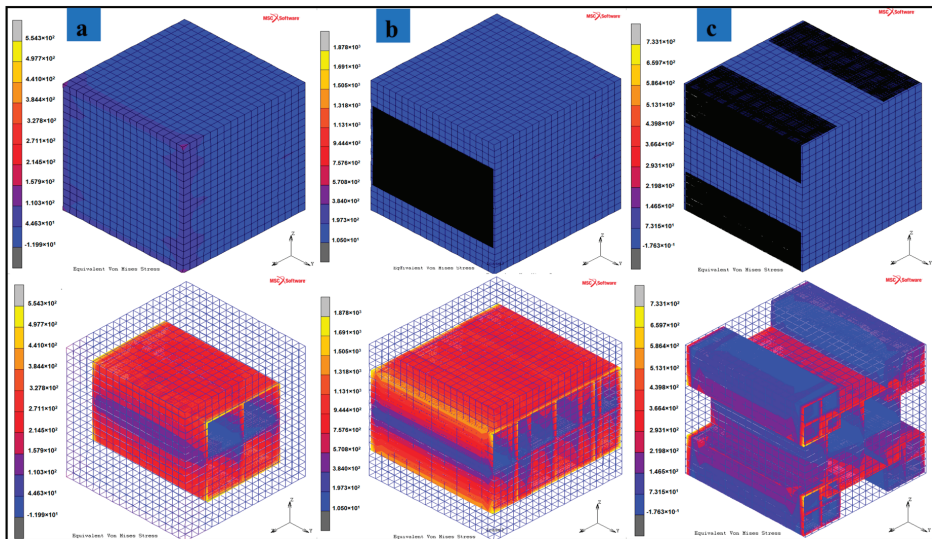 a
MSC Software
5.543×10²
4.977×10²
4.410×10²
3.844×10²
3.278×10²
2.711×10²
2.145×10²
1.579×10²
1.103×10²
4.463×10¹
-1.199×10¹
Equivalent Von Mises Stress
Z
Y
b
MSC Software
1.878×10³
1.691×10³
1.505×10³
1.318×10³
1.131×10³
9.444×10²
7.576×10²
5.708×10²
3.840×10²
1.973×10²
1.050×10¹
Equivalent Von Mises Stress
Z
Y
c
MSC Software
7.331×10²
6.597×10²
5.864×10²
5.131×10²
4.398×10²
3.664×10²
2.931×10²
2.198×10²
1.465×10²
7.315×10¹
-1.763×10⁻¹
Equivalent Von Mises Stress
Z
Y
MSC Software
5.543×10²
4.977×10²
4.410×10²
3.844×10²
3.278×10²
2.711×10²
2.145×10²
1.579×10²
1.103×10²
4.463×10¹
-1.199×10¹
Equivalent Von Mises Stress
Z
Y
MSC Software
1.878×10³
1.691×10³
1.505×10³
1.318×10³
1.131×10³
9.444×10²
7.576×10²
5.708×10²
3.840×10²
1.973×10²
1.050×10¹
Z
Y
MSC Software
7.331×10²
6.597×10²
5.864×10²
5.131×10²
4.398×10²
3.664×10²
2.931×10²
2.198×10²
1.465×10²
7.315×10¹
-1.763×10⁻¹
Equivalent Von Mises Stress
Z
Y